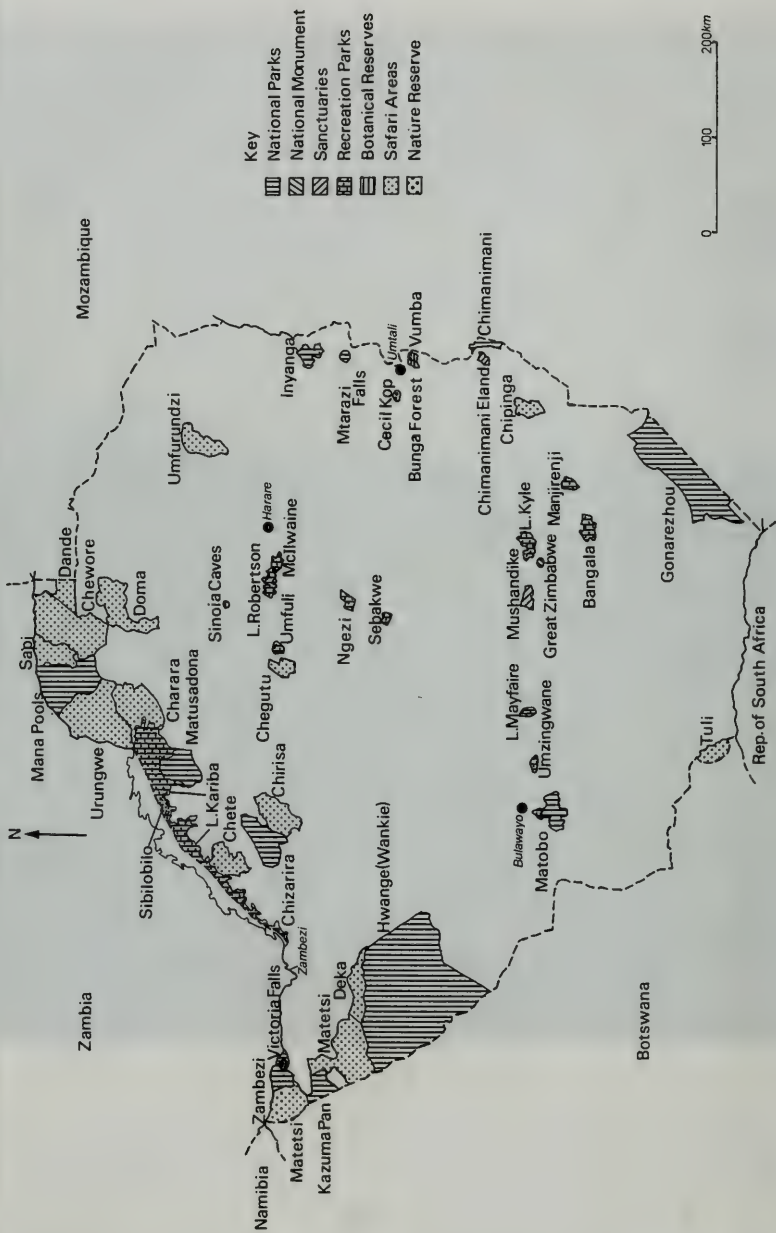 N
Zambia
Mozambique
Namibia
Botswana
Rep.of South Africa
Mana Pools
Sapi
Dande
Chewore
Doma
Urungwe
Charara
Matusadona
Sibilobilo
L.Kariba
Chete
Chirisa
Chizarira
Zambezi
Umfurundzi
Sinoia Caves
Harare
L.Robertson
McIlwaine
Umfuli
Chegutu
Ngezi
Sebakwe
Inyanga
Mtarazi
Falls
Cecil Kop
Umtali
Bunga Forest
Vumba
Chimanimani Elands
Chimanimani
Chipinga
Zambezi
Victoria Falls
Matetsi
Kazuma Pan
Matetsi
Deka
Hwange(Wankie)
Bulawayo
Matobo
L.Mayfaire
Umzingwane
Mushandike
L.Kyle
Great Zimbabwe
Manjirenji
Bangala
Gonarezhou
Tuli
Key
National Parks
National Monument
Sanctuaries
Recreation Parks
Botanical Reserves
Safari Areas
Nature Reserve
0 100 200km